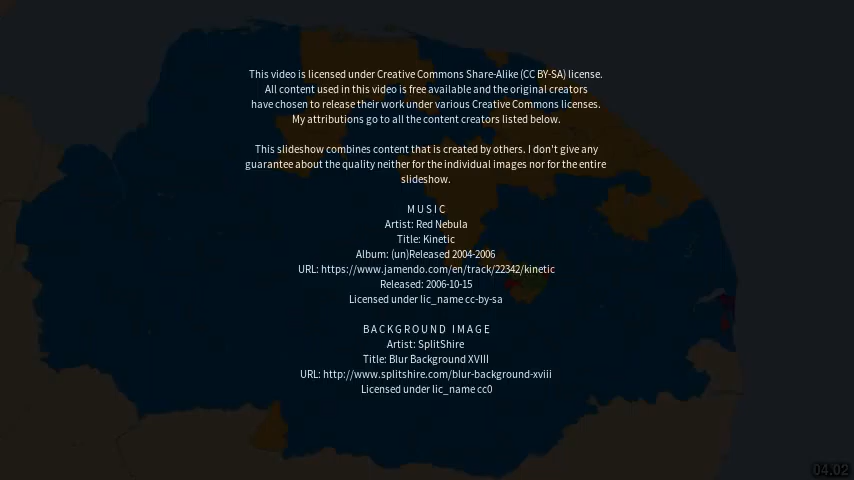 This video is licensed under Creative Commons Share-Alike (CC BY-SA) license.
All content used in this video is free available and the original creators
have chosen to release their work under various Creative Commons licenses.
My attributions go to all the content creators listed below.
This slideshow combines content that is created by others. I don't give any
guarantee about the quality neither for the individual images nor for the entire
slideshow.
MUSIC
Artist: Red Nebula
Title: Kinetic
Album: (un)Released 2004-2006
URL: https://www.jamendo.com/en/track/22342/kinetic
Released: 2006-10-15
Licensed under lic_name cc-by-sa
BACKGROUND IMAGE
Artist: SplitShire
Title: Blur Background XVIII
URL: http://www.splitshire.com/blur-background-xviii
Licensed under lic_name cc0
04.02